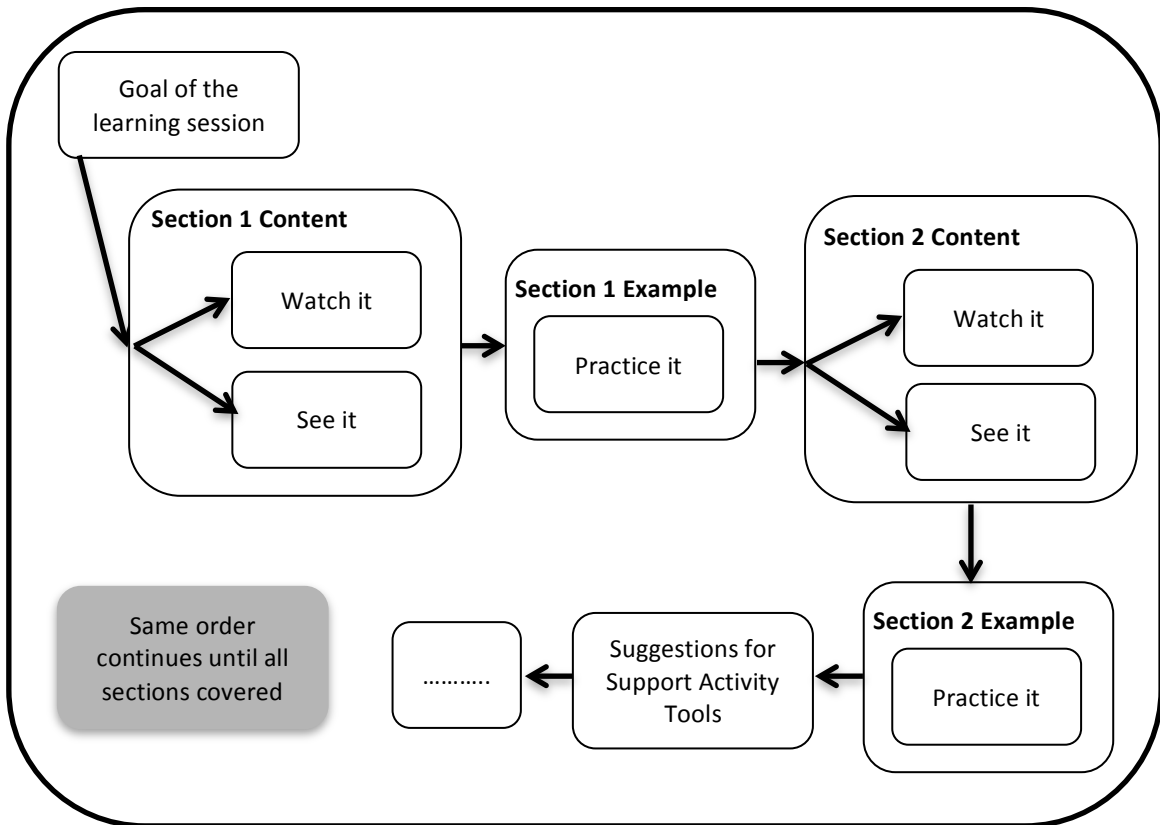 Goal of the
learning session
Section 1 Content
Watch it
See it
Section 1 Example
Practice it
Section 2 Content
Watch it
See it
Section 2 Example
Practice it
Suggestions for
Support Activity
Tools
………..
Same order
continues until all
sections covered